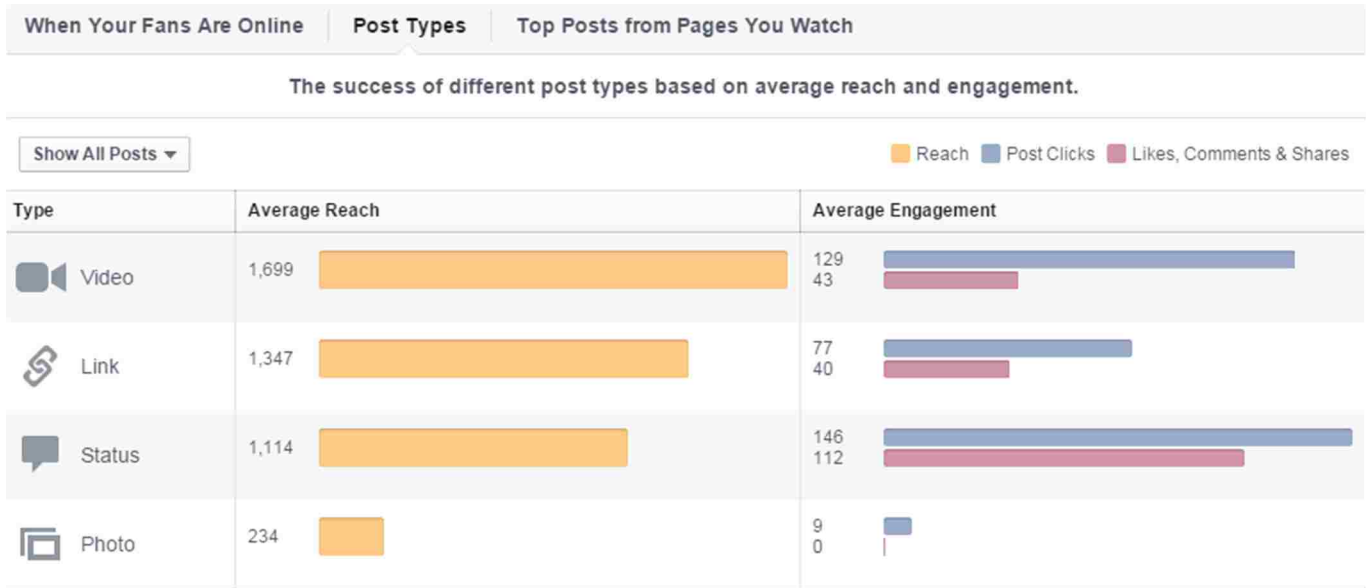 When Your Fans Are Online Post Types Top Posts from Pages You Watch
The success of different post types based on average reach and engagement.
Show All Posts Reach Post Clicks Likes, Comments & Shares
Type Average Reach Average Engagement
Video 1,699 129
43
Link 1,347 77
40
Status 1,114 146
112
Photo 234 9
0